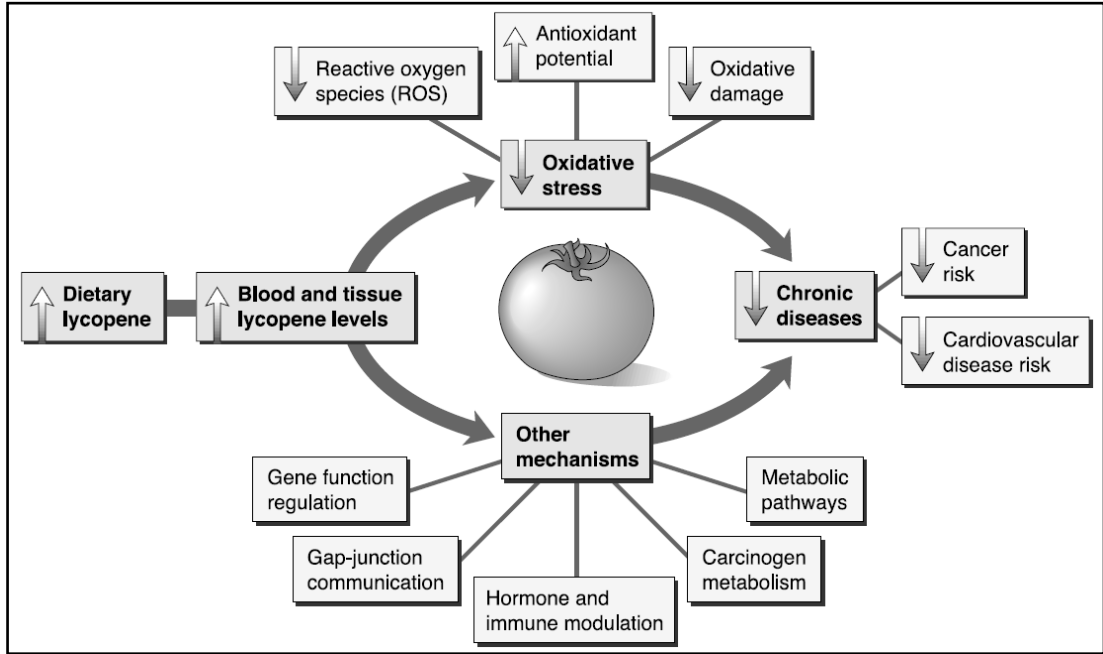 Reactive oxygen
species (ROS)
Antioxidant
potential
Oxidative
damage
Oxidative
stress
Dietary
lycopene
Blood and tissue
lycopene levels
Chronic
diseases
Cancer
risk
Cardiovascular
disease risk
Other
mechanisms
Gene function
regulation
Gap-junction
communication
Hormone and
immune modulation
Carcinogen
metabolism
Metabolic
pathways